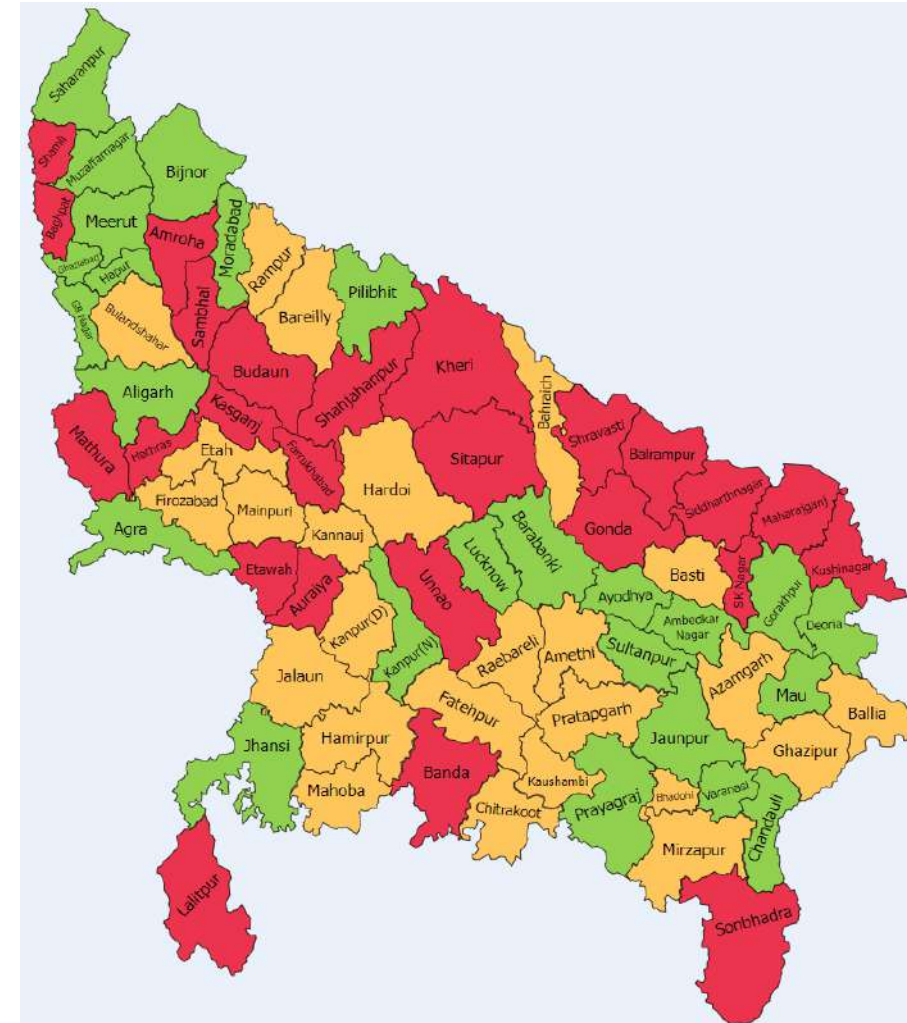 Saharanpur
Shamli
Muzaffarnagar
Bijnor
Baghpat
Meerut
Amroha
Moradabad
Ghaziabad
Hapur
Rampur
Pilibhit
GB Nagar
Bulandshahar
Sambhal
Bareilly
Aligarh
Budaun
Shahjahanpur
Kheri
Bahraich
Mathura
Hathras
Kasganj
Farrukhabad
Shravasti
Balrampur
Etah
Hardoi
Sitapur
Siddharthnagar
Maharajganj
Firozabad
Mainpuri
Agra
Kannauj
Gonda
Lucknow
Barabanki
Kushinagar
Etawah
Auraiya
Unnao
Basti
SK Nagar
Gorakhpur
Ayodhya
Kanpur(D)
Kanpur(N)
Ambedkar
Nagar
Deoria
Raebareli
Amethi
Sultanpur
Azamgarh
Jalaun
Mau
Fatehpur
Pratapgarh
Ballia
Jhansi
Hamirpur
Jaunpur
Ghazipur
Banda
Kaushambi
Mahoba
Chitrakoot
Prayagraj
Bhadohi
Varanasi
Chandauli
Mirzapur
Lalitpur
Sonbhadra